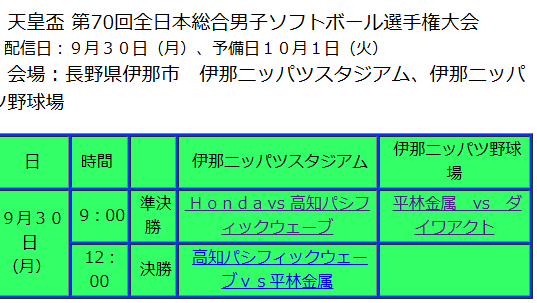 天皇盃 第70回全日本総合男子ソフトボール選手権大会
配信日：９月３０日（月）、予備日１０月１日（火）
会場：長野県伊那市　伊那ニッパツスタジアム、伊那ニッパ
ツ野球場
日
時間
伊那ニッパツスタジアム
伊那ニッパツ野球
場
９月３０
日
（月）
９：00
準決
勝
Ｈｏｎｄａ vs 高知パシフ
ィックウェーブ
平林金属　vs　ダ
イワアクト
12：
00
決勝
高知パシフィックウェー
ブｖｓ平林金属